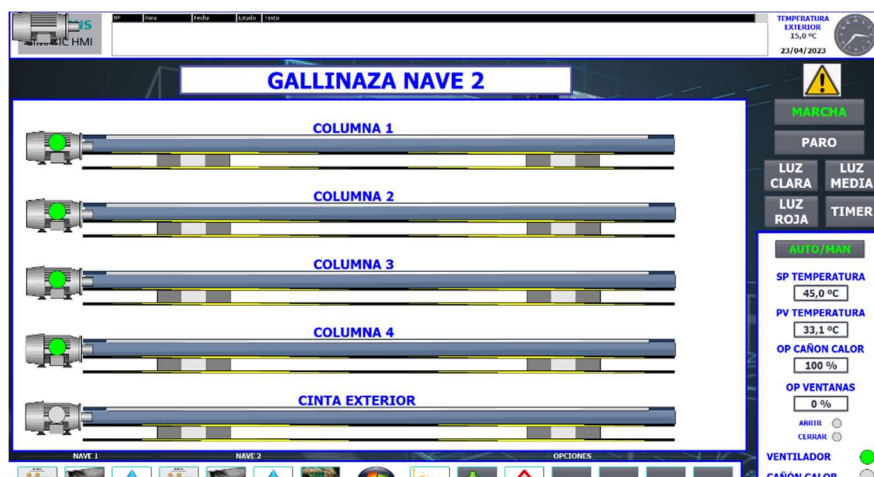 Nº Hora Fecha Estado Texto
SIMATIC HMI
TEMPERATURA
EXTERIOR
15,0 ºC
23/04/2023
GALLINAZA NAVE 2
MARCHA
PARO
LUZ CLARA
LUZ MEDIA
LUZ ROJA
TIMER
COLUMNA 1
COLUMNA 2
COLUMNA 3
COLUMNA 4
CINTA EXTERIOR
AUTO/MAN
SP TEMPERATURA
45,0 ºC
PV TEMPERATURA
33,1 ºC
OP CAÑON CALOR
100 %
OP VENTANAS
0 %
ABRIR
CERRAR
VENTILADOR
CAÑÓN CALOR
NAVE 1 NAVE 2 OPCIONES